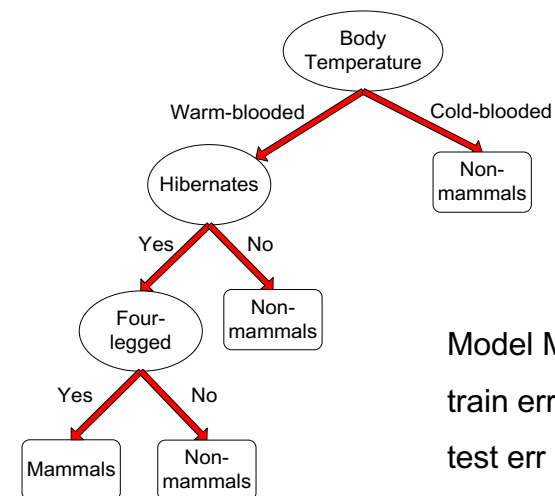 Body
Temperature
Warm-blooded
Cold-blooded
Hibernates
Non-
mammals
Yes
No
Four-
legged
Non-
mammals
Yes
No
Mammals
Non-
mammals
Model M
train err
test err